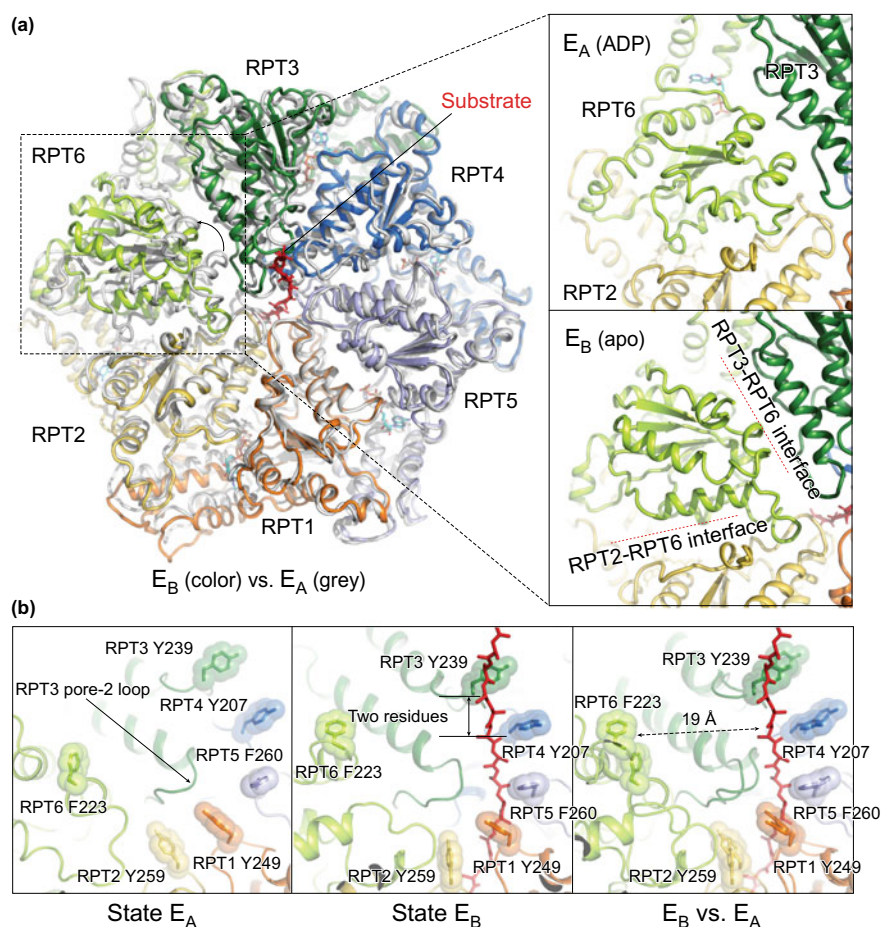 (a)
RPT3
Substrate
RPT6
RPT4
RPT5
RPT2
RPT1
E_B (color) vs. E_A (grey)
E_A (ADP)
RPT3
RPT6
RPT2
E_B (apo)
RPT3-RPT6 interface
RPT2-RPT6 interface
(b)
RPT3 Y239
RPT3 pore-2 loop
RPT4 Y207
RPT5 F260
RPT6 F223
RPT1 Y249
RPT2 Y259
State E_A
RPT3 Y239
Two residues
RPT4 Y207
RPT6 F223
RPT5 F260
RPT1 Y249
RPT2 Y259
State E_B
RPT3 Y239
RPT6 F223
19 Å
RPT4 Y207
RPT5 F260
RPT1 Y249
RPT2 Y259
E_B vs. E_A